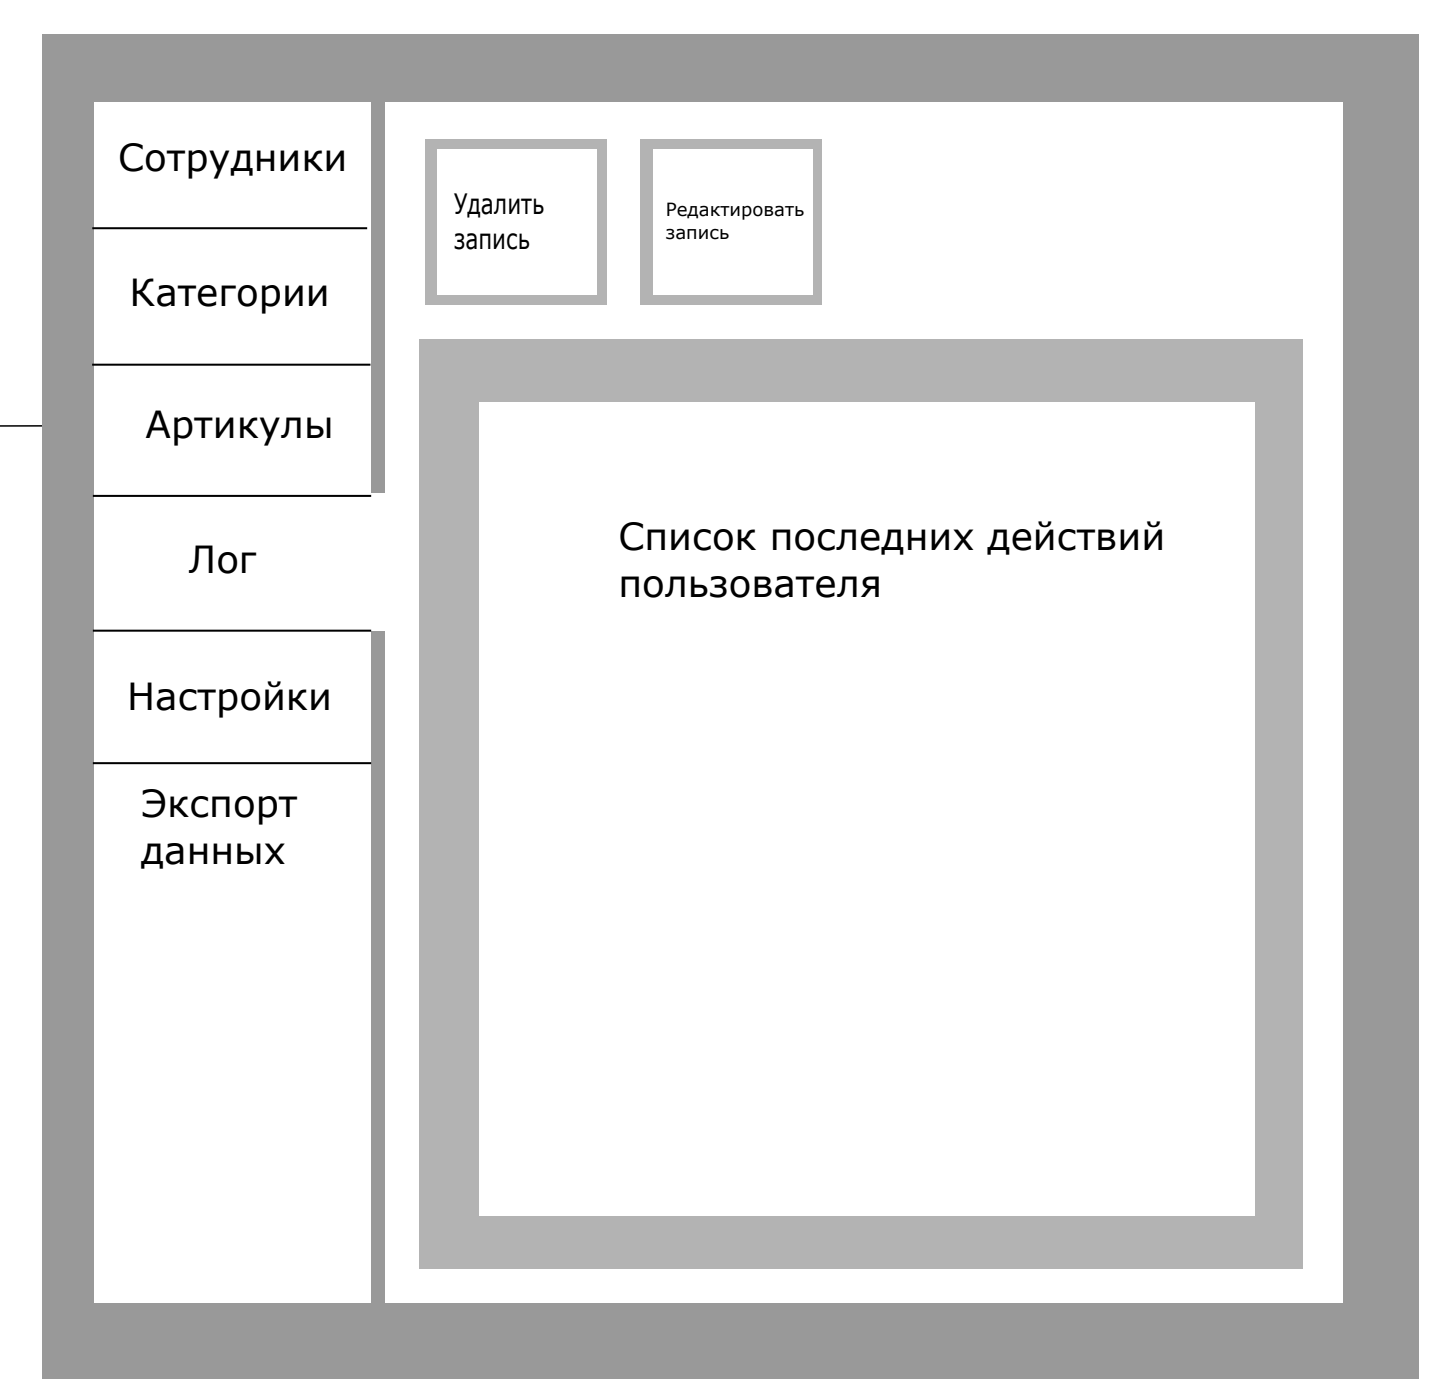 Сотрудники
Категории
Артикулы
Лог
Настройки
Экспорт
данных
Удалить
запись
Редактировать
запись
Список последних действий
пользователя